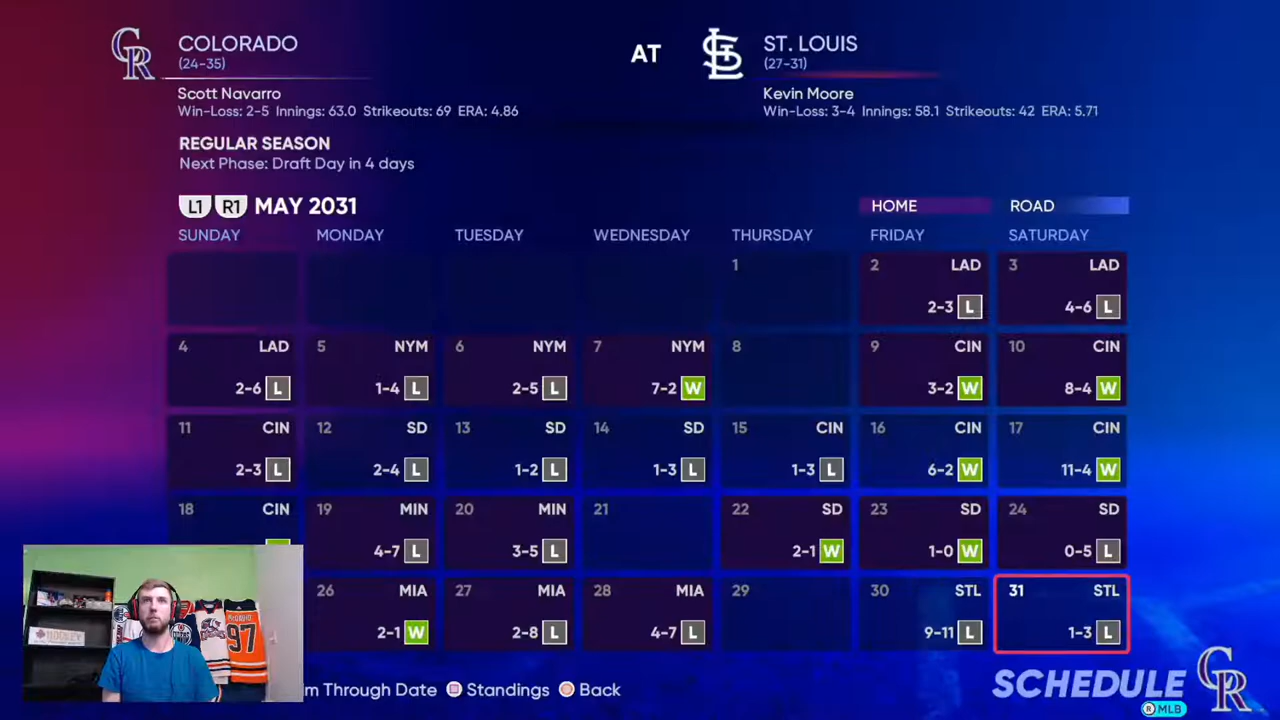 COLORADO
(24-35)
AT
ST. LOUIS
(27-31)
Scott Navarro
Win-Loss: 2-5 Innings: 63.0 Strikeouts: 69 ERA: 4.86
Kevin Moore
Win-Loss: 3-4 Innings: 58.1 Strikeouts: 42 ERA: 5.71
REGULAR SEASON
Next Phase: Draft Day in 4 days
L1 R1 MAY 2031
HOME ROAD
SUNDAY MONDAY TUESDAY WEDNESDAY THURSDAY FRIDAY SATURDAY
1 2 LAD 3 LAD
2-3 L 4-6 L
4 LAD 5 NYM 6 NYM 7 NYM 8 9 CIN 10 CIN
2-6 L 1-4 L 2-5 L 7-2 W 3-2 W 8-4 W
11 CIN 12 SD 13 SD 14 SD 15 CIN 16 CIN 17 CIN
2-3 L 2-4 L 1-2 L 1-3 L 1-3 L 6-2 W 11-4 W
18 CIN 19 MIN 20 MIN 21 22 SD 23 SD 24 SD
4-7 L 3-5 L 2-1 W 1-0 W 0-5 L
26 MIA 27 MIA 28 MIA 29 30 STL 31 STL
2-1 W 2-8 L 4-7 L 9-11 L 1-3 L
HOCKEY
McDAVID
97
m Through Date Standings Back
SCHEDULE CR
R MLB